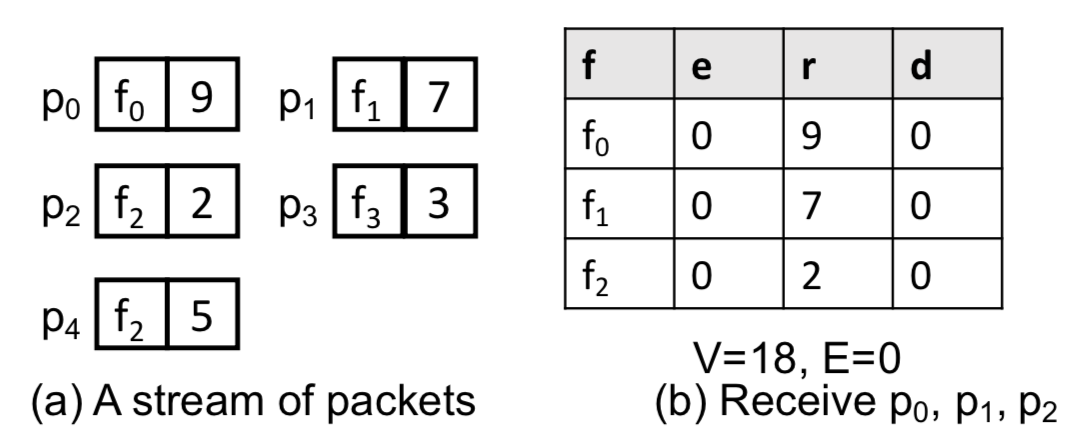 p₀ f₀ 9 p₁ f₁ 7
p₂ f₂ 2 p₃ f₃ 3
p₄ f₂ 5
(a) A stream of packets
f e r d
f₀ 0 9 0
f₁ 0 7 0
f₂ 0 2 0
V=18, E=0
(b) Receive p₀, p₁, p₂